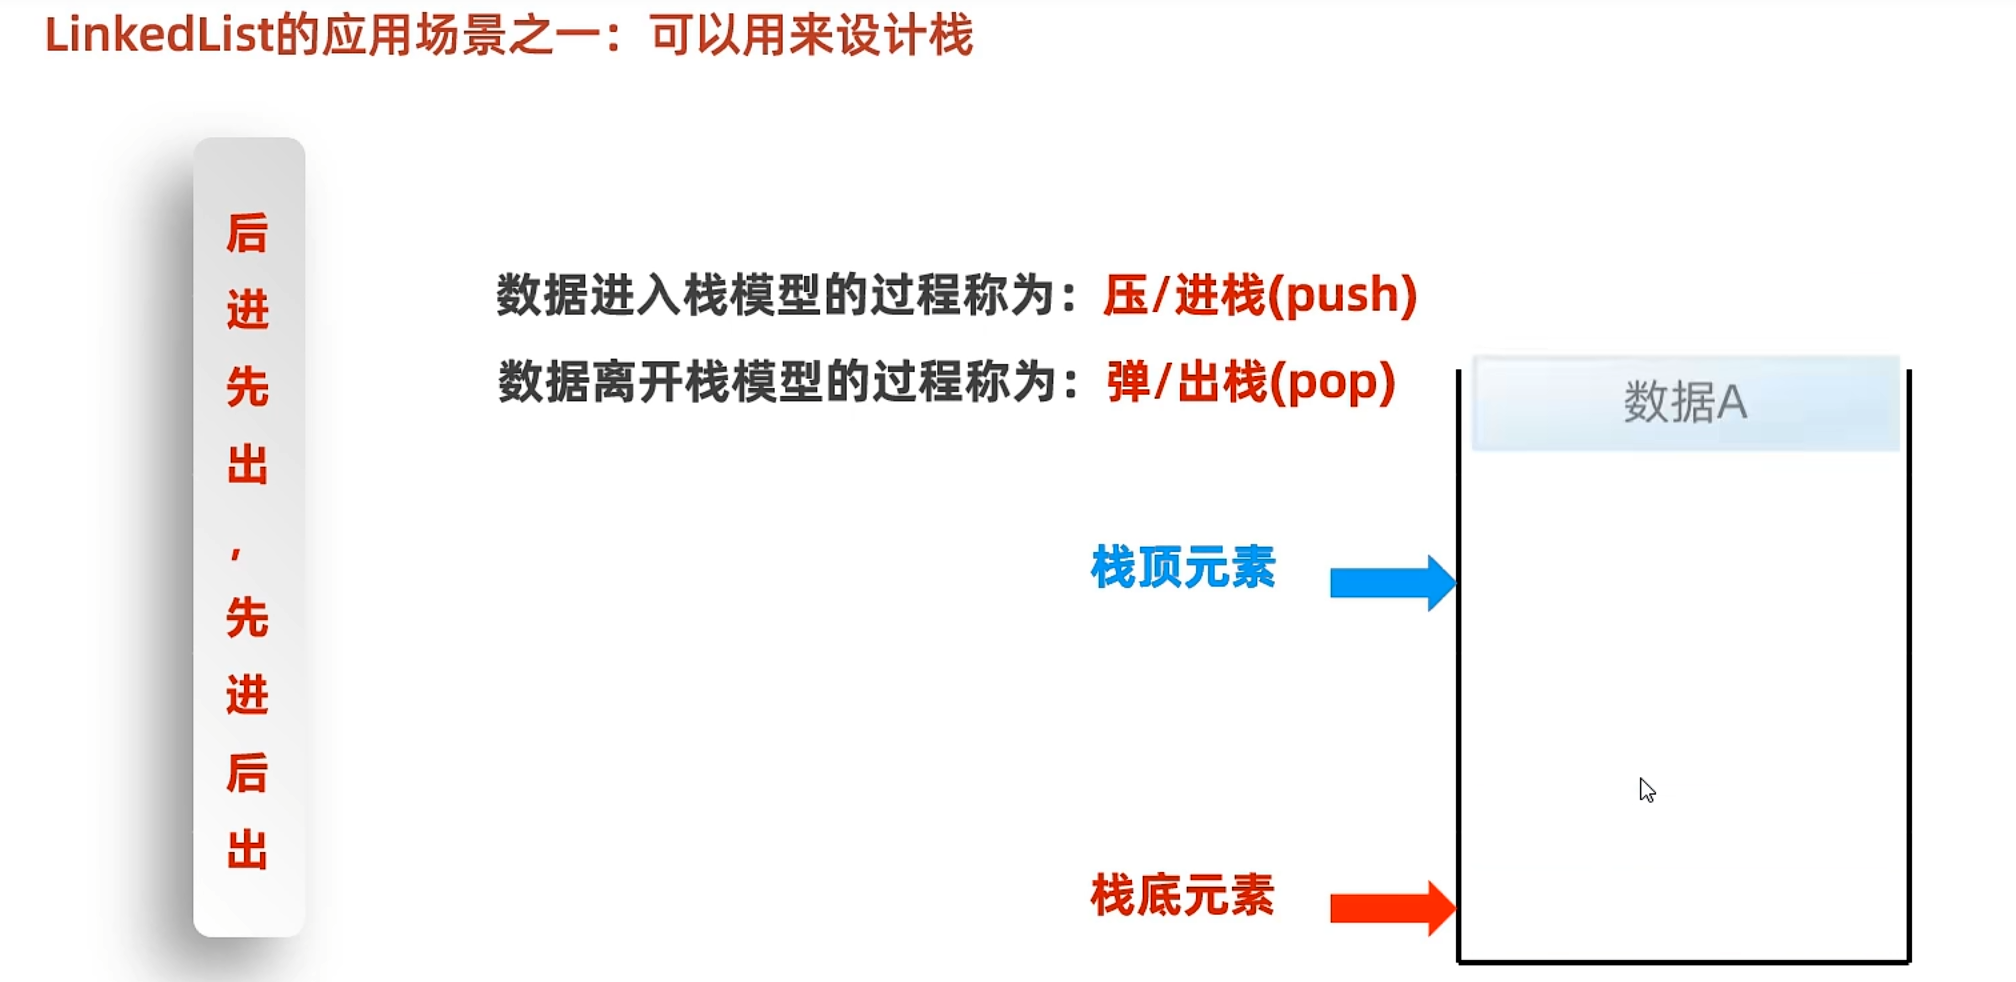 LinkedList的应用场景之一：可以用来设计栈
后进先出，先进后出
数据进入栈模型的过程称为：压/进栈(push)
数据离开栈模型的过程称为：弹/出栈(pop)
数据A
栈顶元素
栈底元素